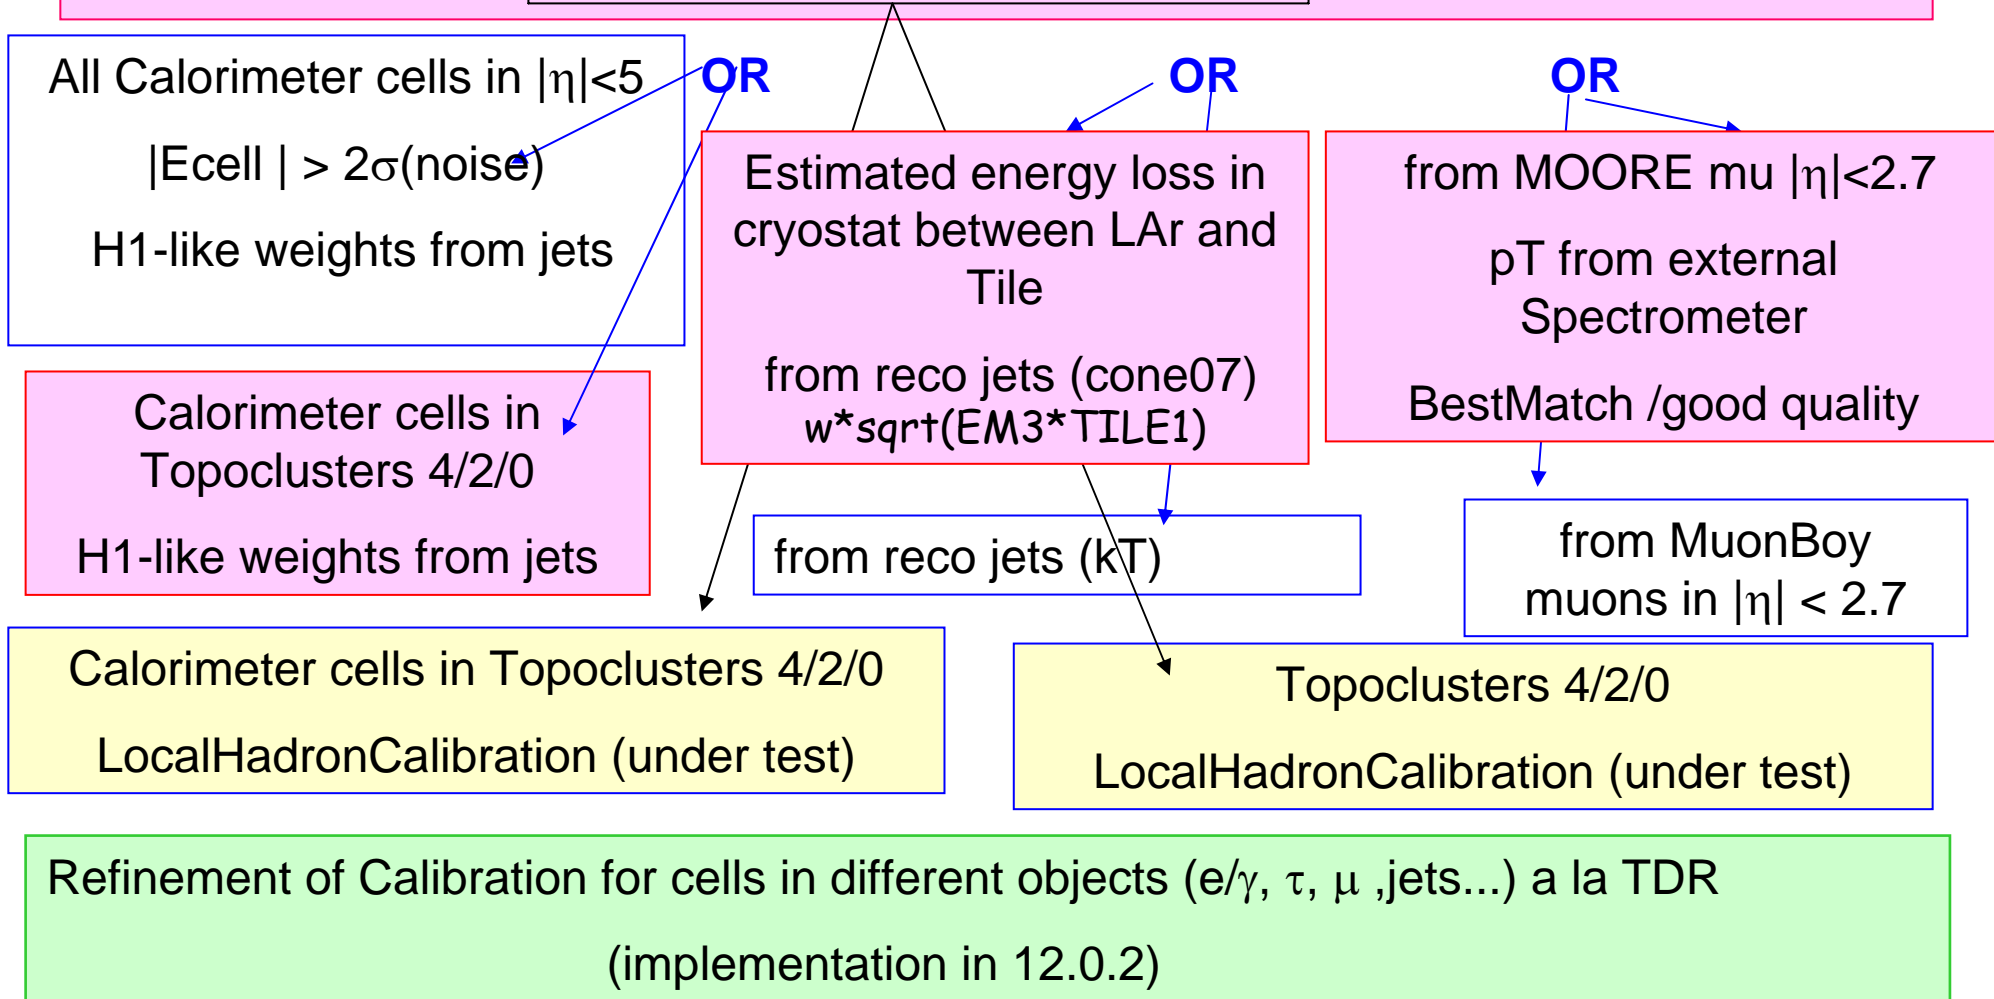 All Calorimeter cells in |η|<5
|Ecell | > 2σ(noise)
H1-like weights from jets
OR
OR
OR
Estimated energy loss in
cryostat between LAr and
Tile
from reco jets (cone07)
w*sqrt(EM3*TILE1)
from MOORE mu |η|<2.7
pT from external
Spectrometer
BestMatch /good quality
Calorimeter cells in
Topoclusters 4/2/0
H1-like weights from jets
from reco jets (kT)
from MuonBoy
muons in |η| < 2.7
Calorimeter cells in Topoclusters 4/2/0
LocalHadronCalibration (under test)
Topoclusters 4/2/0
LocalHadronCalibration (under test)
Refinement of Calibration for cells in different objects (e/γ, τ, μ ,jets...) a la TDR
(implementation in 12.0.2)